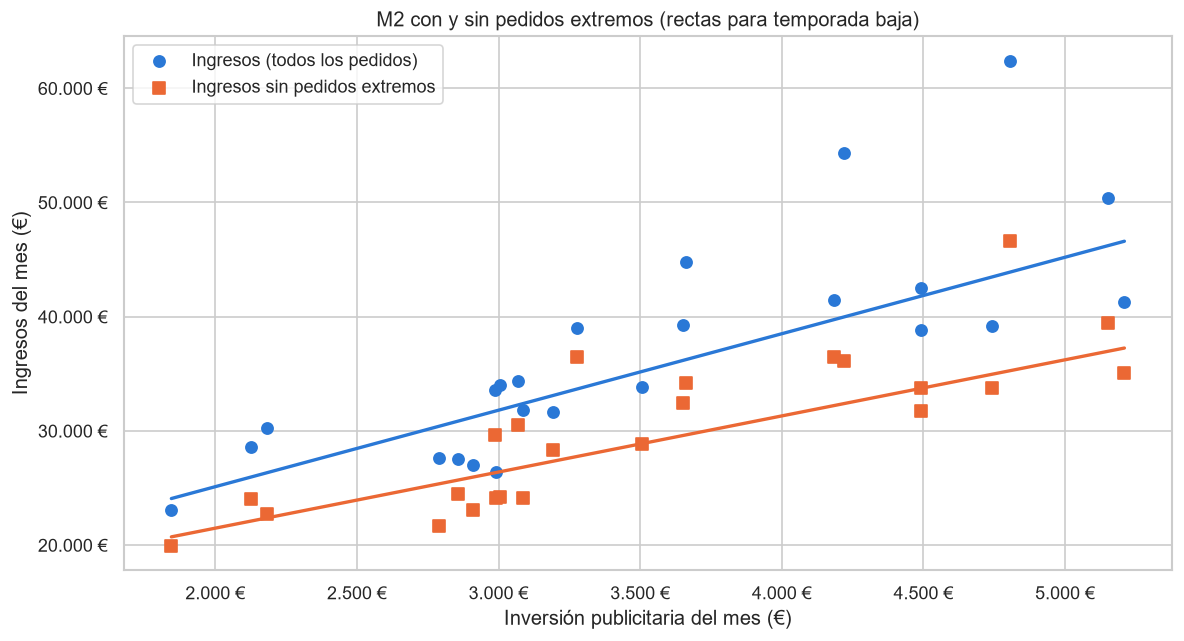 M2 con y sin pedidos extremos (rectas para temporada baja)
Ingresos (todos los pedidos)
Ingresos sin pedidos extremos
Ingresos del mes (€)
60.000 €
50.000 €
40.000 €
30.000 €
20.000 €
2.000 €
2.500 €
3.000 €
3.500 €
4.000 €
4.500 €
5.000 €
Inversión publicitaria del mes (€)